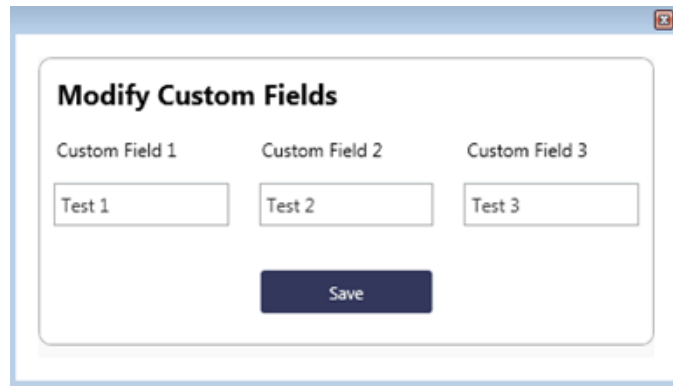 Modify Custom Fields
Custom Field 1 Custom Field 2 Custom Field 3
Test 1 Test 2 Test 3
Save